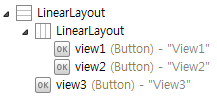 LinearLayout
LinearLayout
OK view1 (Button) - "View1"
OK view2 (Button) - "View2"
OK view3 (Button) - "View3"